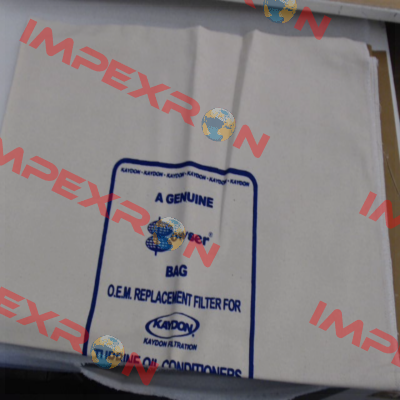 IMPEXRON
KAYDON - KAYDON - KAYDON - KAYDON - KAYDON
IMPEXRON
A GENUINE
Bowser®
BAG
O.E.M. REPLACEMENT FILTER FOR
KAYDON
KAYDON FILTRATION
TURBINE OIL CONDITIONERS
IMPEXRON
IMPEX